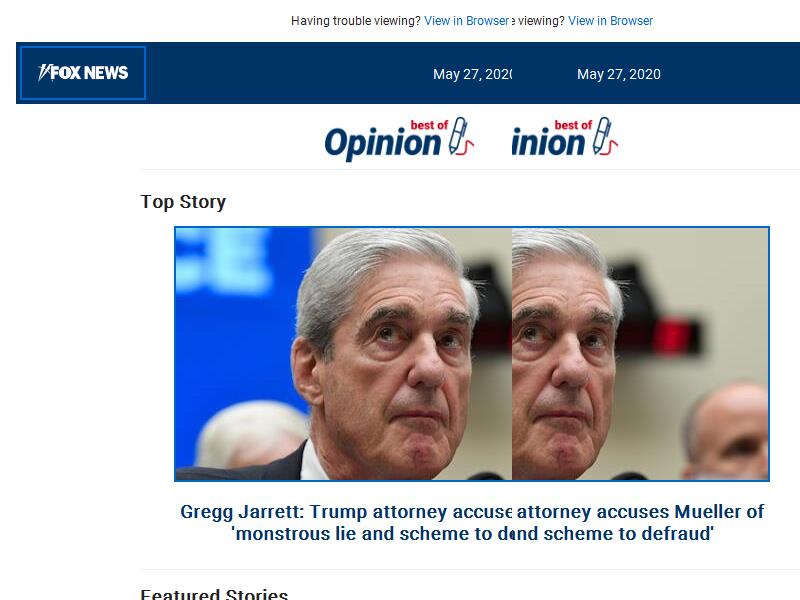 Having trouble viewing? View in Browser e viewing? View in Browser
FOX NEWS
May 27, 202 May 27, 2020
best of best of
Opinion inion
Top Story
CE
Gregg Jarrett: Trump attorney accuse attorney accuses Mueller of
'monstrous lie and scheme to d nd scheme to defraud'
Featured Stories